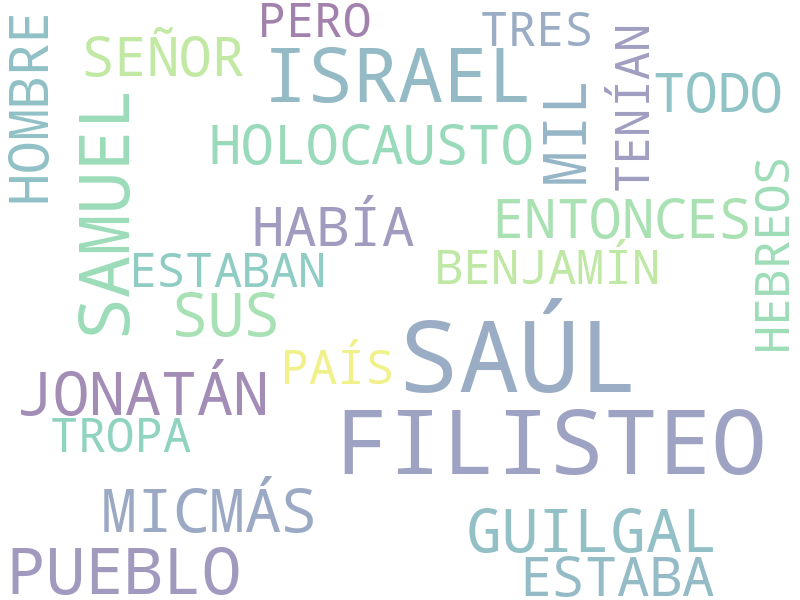 PERO
TRES
HOMBRE
SEÑOR
ISRAEL
TENÍAN
TODO
MIL
SAMUEL
HOLOCAUSTO
HEBREOS
HABÍA
ENTONCES
ESTABAN
BENJAMÍN
SUS
SAÚL
PAÍS
JONATÁN
FILISTEO
TROPA
MICMÁS
GUILGAL
PUEBLO
ESTABA